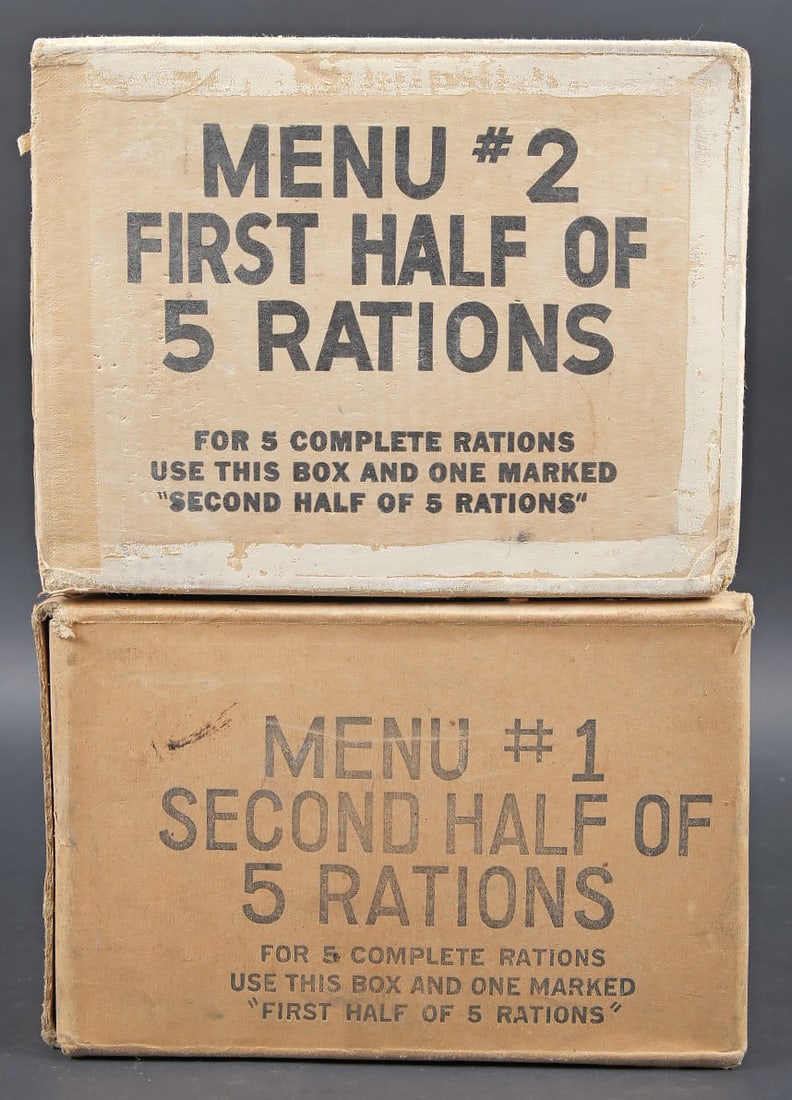 MENU #2
FIRST HALF OF
5 RATIONS
FOR 5 COMPLETE RATIONS
USE THIS BOX AND ONE MARKED
"SECOND HALF OF 5 RATIONS"
MENU #1
SECOND HALF OF
5 RATIONS
FOR 5 COMPLETE RATIONS
USE THIS BOX AND ONE MARKED
"FIRST HALF OF 5 RATIONS"